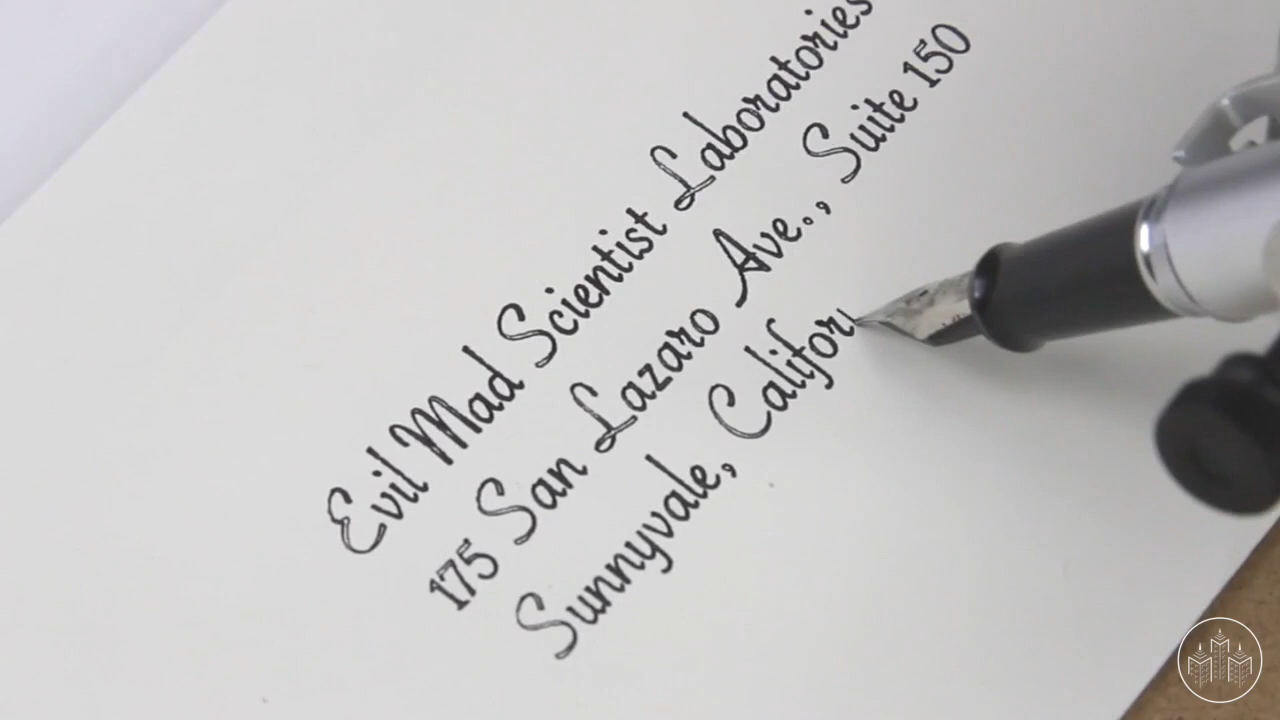 Evil Mad Scientist Laboratories
175 San Lazaro Ave., Suite 150
Sunnyvale, Califor